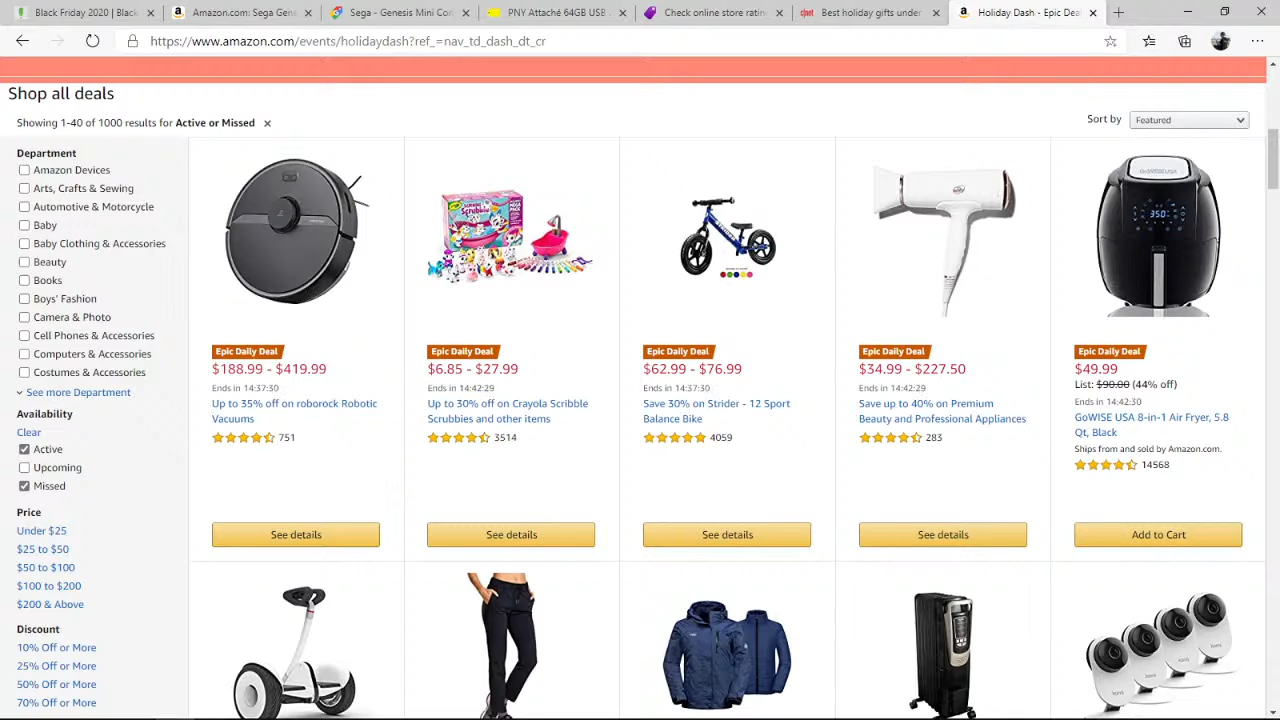 Black Friday 2020 | Black
Amazon.com: Sega Gene
Sega - Genesis Mini Con
PNY Attaché 64GB USB
Check online store rating
Best holiday gifts under
Holiday Dash - Epic Deal
https://www.amazon.com/events/holidaydash?ref_=nav_td_dash_dt_cr
Shop all deals
Showing 1-40 of 1000 results for Active or Missed
Sort by
Featured
Department
Amazon Devices
Arts, Crafts & Sewing
Automotive & Motorcycle
Baby
Baby Clothing & Accessories
Beauty
Books
Boys' Fashion
Camera & Photo
Cell Phones & Accessories
Computers & Accessories
Costumes & Accessories
See more Department
Availability
Clear
Active
Upcoming
Missed
Price
Under $25
$25 to $50
$50 to $100
$100 to $200
$200 & Above
Discount
10% Off or More
25% Off or More
50% Off or More
70% Off or More
Epic Daily Deal
$188.99 - $419.99
Ends in 14:37:30
Up to 35% off on roborock Robotic
Vacuums
751
See details
Epic Daily Deal
$6.85 - $27.99
Ends in 14:42:29
Up to 30% off on Crayola Scribble
Scrubbies and other items
3514
See details
Epic Daily Deal
$62.99 - $76.99
Ends in 14:37:30
Save 30% on Strider - 12 Sport
Balance Bike
4059
See details
Epic Daily Deal
$34.99 - $227.50
Ends in 14:42:29
Save up to 40% on Premium
Beauty and Professional Appliances
283
See details
GoWISE USA
350
Epic Daily Deal
$49.99
List: $90.00 (44% off)
Ends in 14:42:30
GoWISE USA 8-in-1 Air Fryer, 5.8
Qt, Black
Ships from and sold by Amazon.com.
14568
Add to Cart